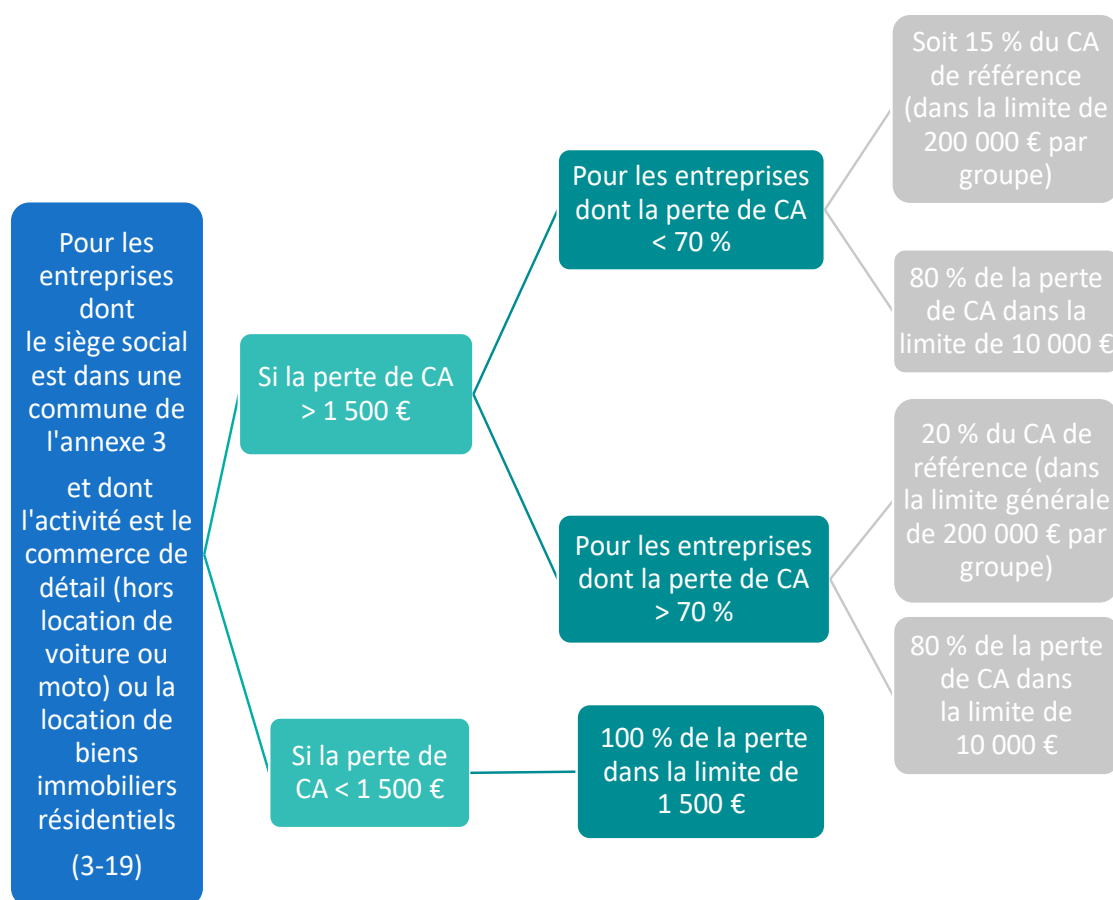 Pour les
entreprises
dont
le siège social
est dans une
commune de
l'annexe 3
et dont
l'activité est le
commerce de
détail (hors
location de
voiture ou
moto) ou la
location de
biens
immobiliers
résidentiels
(3-19)
Si la perte de CA
> 1 500 €
Pour les entreprises
dont la perte de CA
< 70 %
Soit 15 % du CA
de référence
(dans la limite de
200 000 € par
groupe)
80 % de la perte
de CA dans la
limite de 10 000 €
Pour les entreprises
dont la perte de CA
> 70 %
20 % du CA de
référence (dans
la limite générale
de 200 000 € par
groupe)
80 % de la perte
de CA dans
la limite de
10 000 €
Si la perte de
CA < 1 500 €
100 % de la perte
dans la limite de
1 500 €